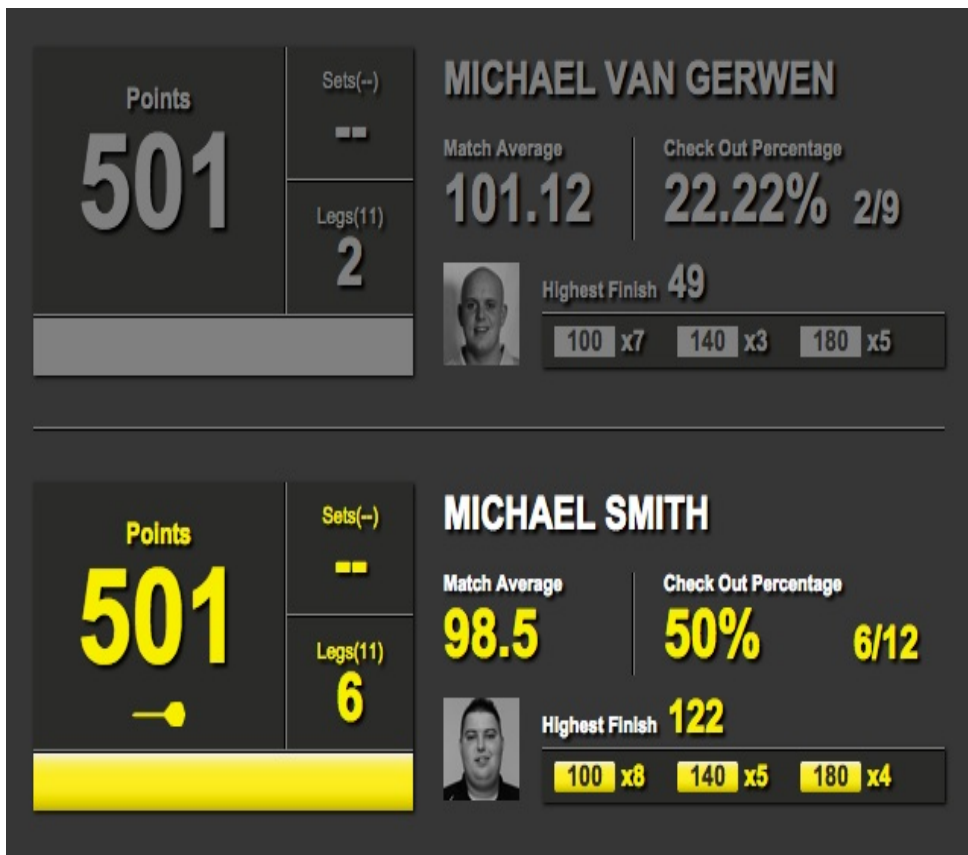 Points
501
Sets(--)
--
Legs(11)
2
MICHAEL VAN GERWEN
Match Average
101.12
Check Out Percentage
22.22% 2/9
Highest Finish 49
100 x7 140 x3 180 x5
Points
501
Sets(--)
--
Legs(11)
6
MICHAEL SMITH
Match Average
98.5
Check Out Percentage
50% 6/12
Highest Finish 122
100 x8 140 x5 180 x4